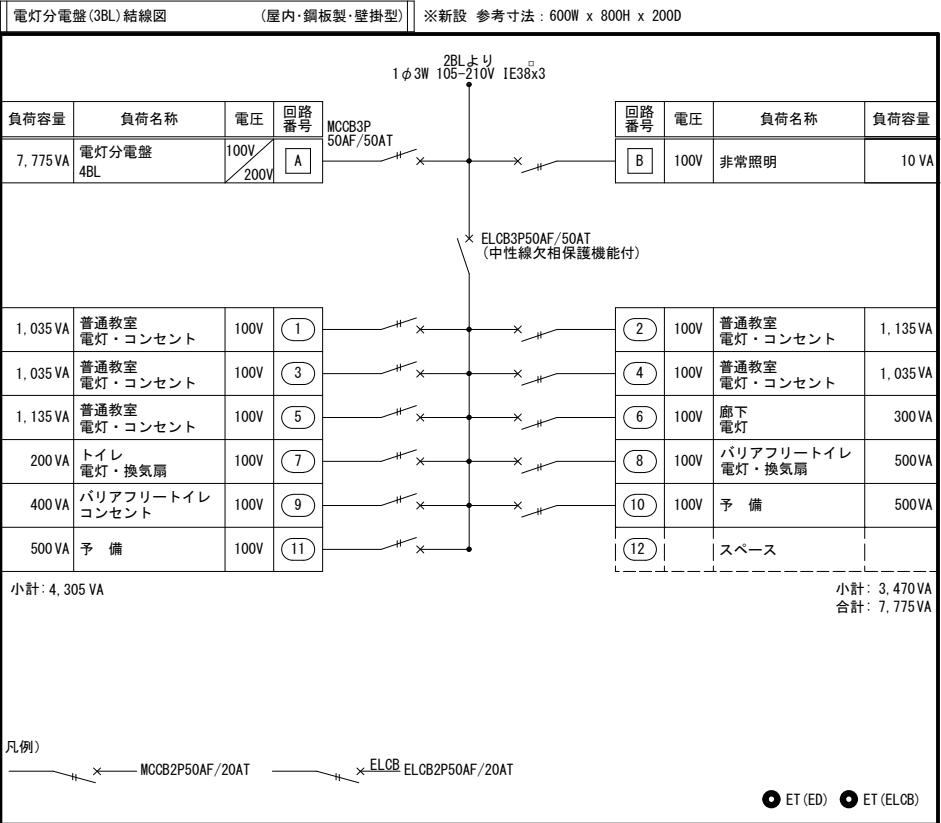 電灯分電盤(3BL)結線図 (屋内･鋼板製･壁掛型) ※新設 参考寸法：600W x 800H x 200D
2BLより
1φ3W 105-210V IE38□x3
負荷容量 負荷名称 電圧 回路番号
回路番号 電圧 負荷名称 負荷容量
MCCB3P
50AF/50AT
7,775VA 電灯分電盤 4BL 100V/200V A
B 100V 非常照明 10 VA
ELCB3P50AF/50AT
(中性線欠相保護機能付)
1,035VA 普通教室 電灯・コンセント 100V 1
2 100V 普通教室 電灯・コンセント 1,135VA
1,035VA 普通教室 電灯・コンセント 100V 3
4 100V 普通教室 電灯・コンセント 1,035VA
1,135VA 普通教室 電灯・コンセント 100V 5
6 100V 廊下 電灯 300VA
200VA トイレ 電灯・換気扇 100V 7
8 100V バリアフリートイレ 電灯・換気扇 500VA
400VA バリアフリートイレ コンセント 100V 9
10 100V 予 備 500VA
500VA 予 備 100V 11
12 スペース
小計：4,305 VA
小計： 3,470VA
合計： 7,775VA
凡例）
MCCB2P50AF/20AT
ELCB ELCB2P50AF/20AT
ET(ED) ET(ELCB)